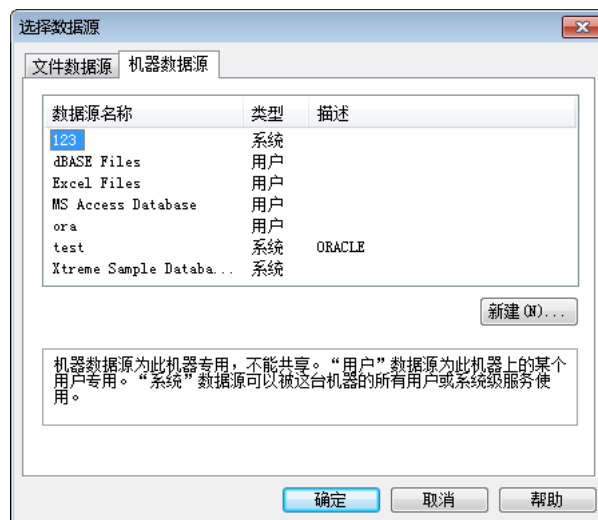 选择数据源
文件数据源 机器数据源
数据源名称 类型 描述
123 系统
dBASE Files 用户
Excel Files 用户
MS Access Database 用户
ora 用户
test 系统 ORACLE
Xtreme Sample Databa... 系统
新建(N)...
机器数据源为此机器专用，不能共享。“用户”数据源为此机器上的某个
用户专用。“系统”数据源可以被这台机器的所有用户或系统级服务使
用。
确定 取消 帮助